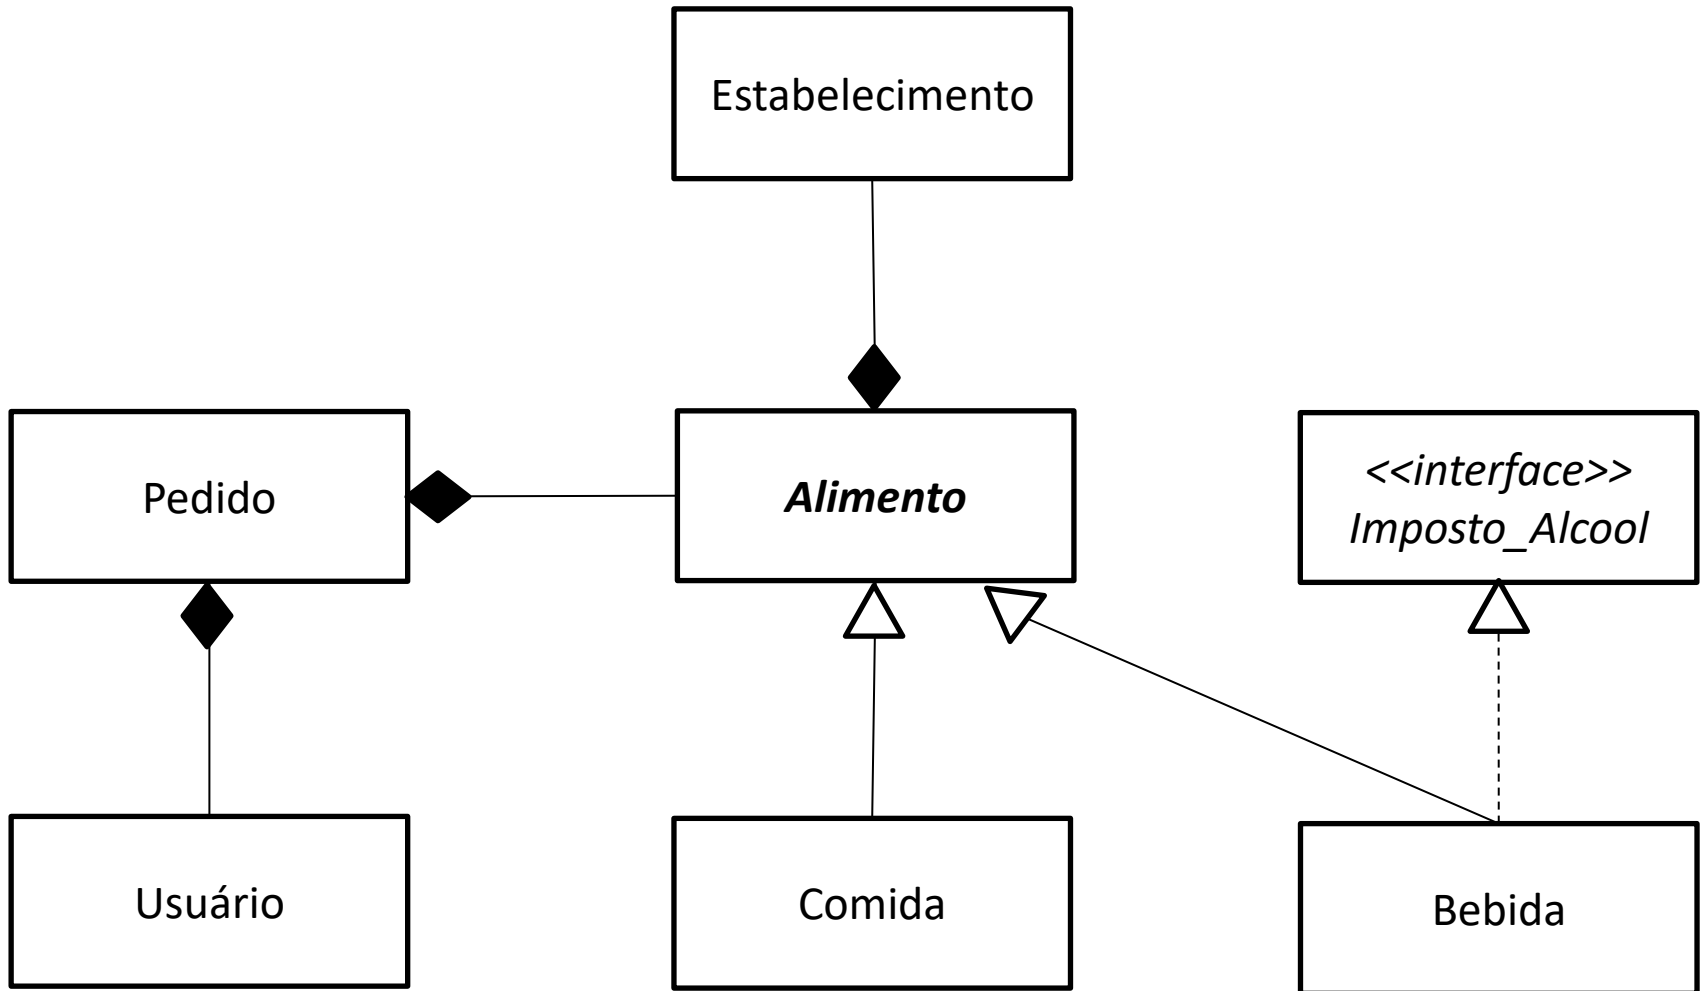 Estabelecimento
Pedido
Alimento
<<interface>>
Imposto_Alcool
Usuário
Comida
Bebida